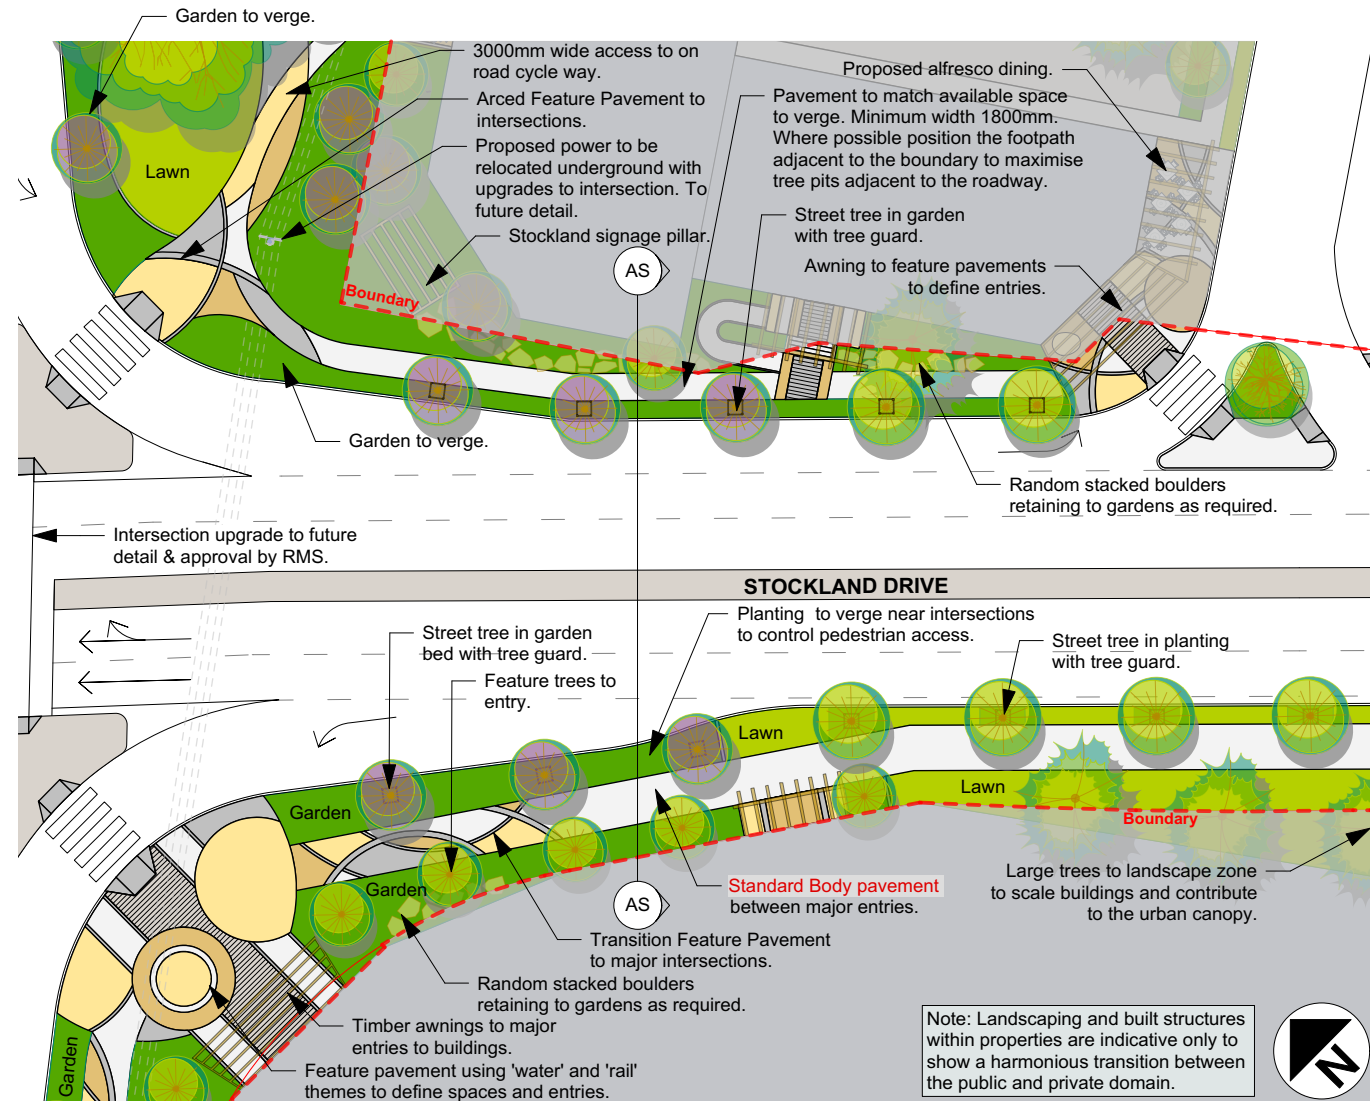 Garden to verge.
3000mm wide access to on
road cycle way.
Arced Feature Pavement to
intersections.
Proposed power to be
relocated underground with
upgrades to intersection. To
future detail.
Stockland signage pillar.
Proposed alfresco dining.
Pavement to match available space
to verge. Minimum width 1800mm.
Where possible position the footpath
adjacent to the boundary to maximise
tree pits adjacent to the roadway.
Street tree in garden
with tree guard.
Awning to feature pavements
to define entries.
Lawn
AS
Boundary
Garden to verge.
Random stacked boulders
retaining to gardens as required.
Intersection upgrade to future
detail & approval by RMS.
STOCKLAND DRIVE
Planting to verge near intersections
to control pedestrian access.
Street tree in garden
bed with tree guard.
Feature trees to
entry.
Street tree in planting
with tree guard.
Lawn
Lawn
Garden
Boundary
Garden
Standard Body pavement
between major entries.
AS
Large trees to landscape zone
to scale buildings and contribute
to the urban canopy.
Transition Feature Pavement
to major intersections.
Random stacked boulders
retaining to gardens as required.
Timber awnings to major
entries to buildings.
Feature pavement using 'water' and 'rail'
themes to define spaces and entries.
Garden
Note: Landscaping and built structures
within properties are indicative only to
show a harmonious transition between
the public and private domain.
N